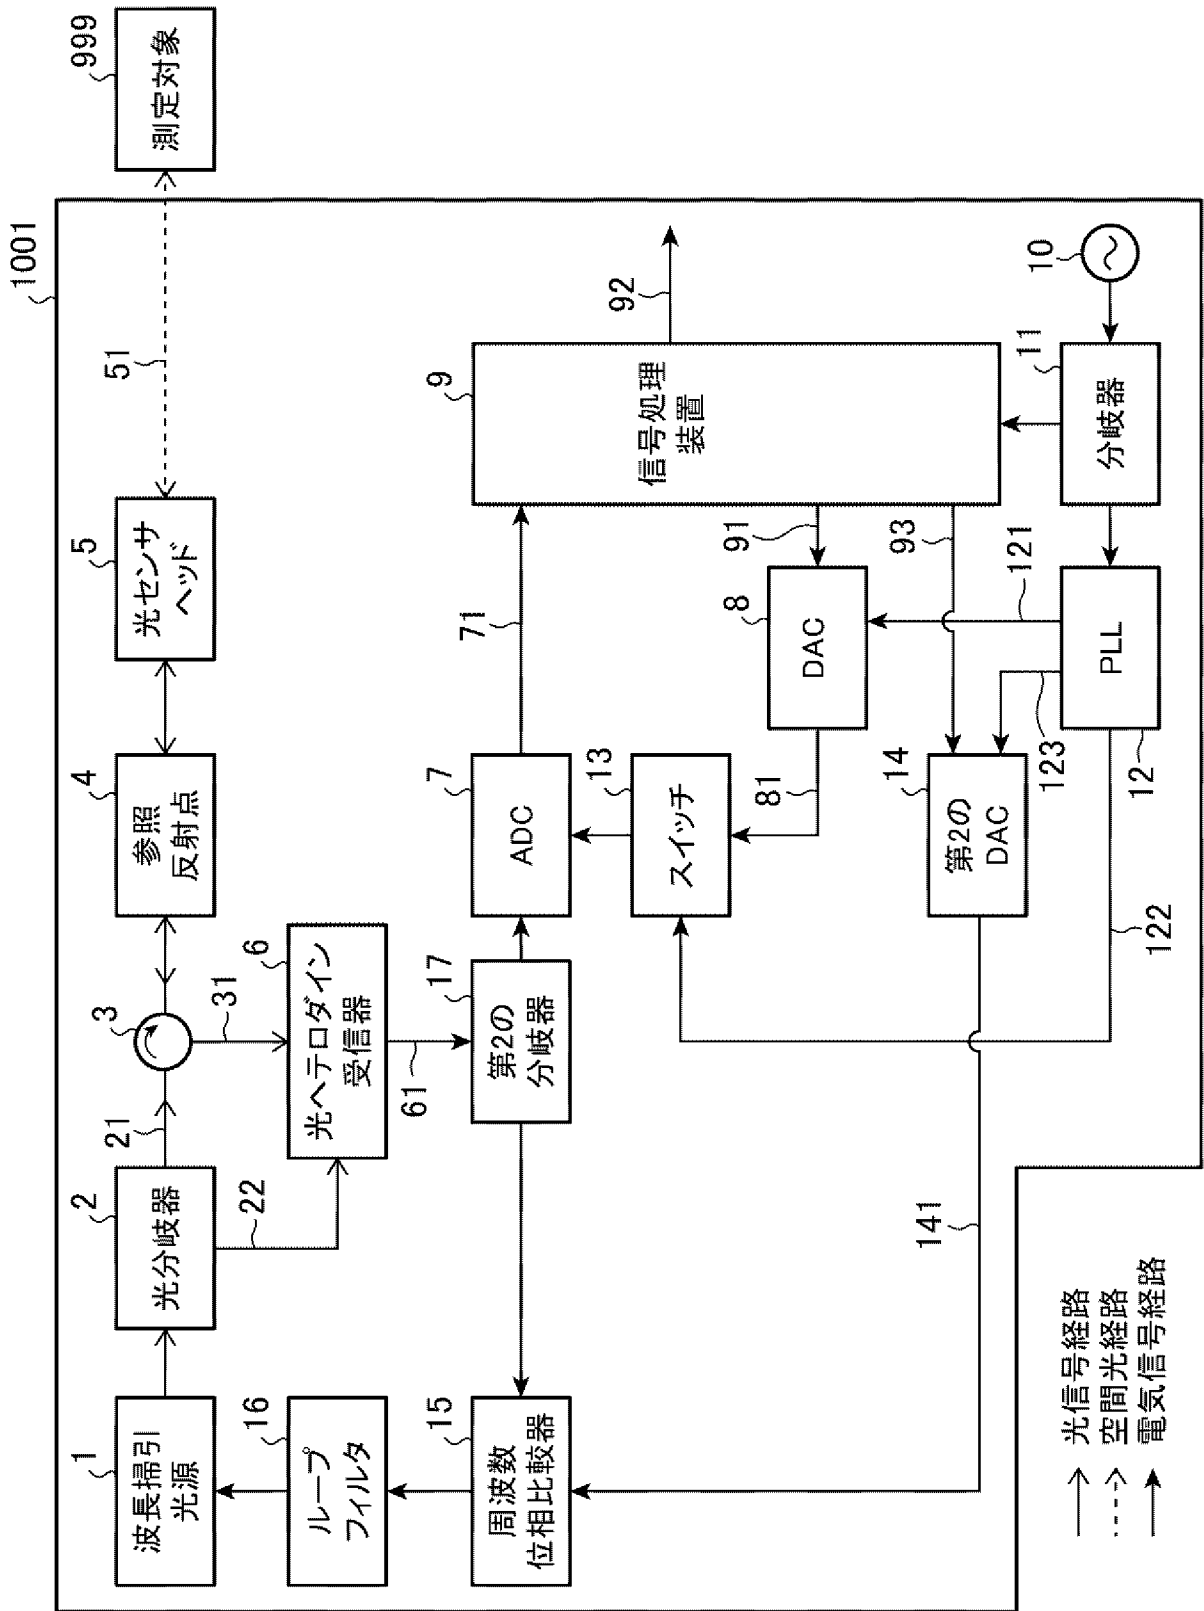 1001
999
測定対象
51
5
光センサ
ヘッド
4
参照
反射点
3
21
31
2
光分岐器
22
1
波長掃引
光源
16
ループ
フィルタ
15
周波数
位相比較器
6
光ヘテロダイン
受信器
61
17
第2の
分岐器
7
ADC
71
9
信号処理
装置
92
91
93
8
DAC
81
13
スイッチ
14
第2の
DAC
141
10
11
分岐器
12
PLL
121
123
122
光信号経路
空間光経路
電気信号経路